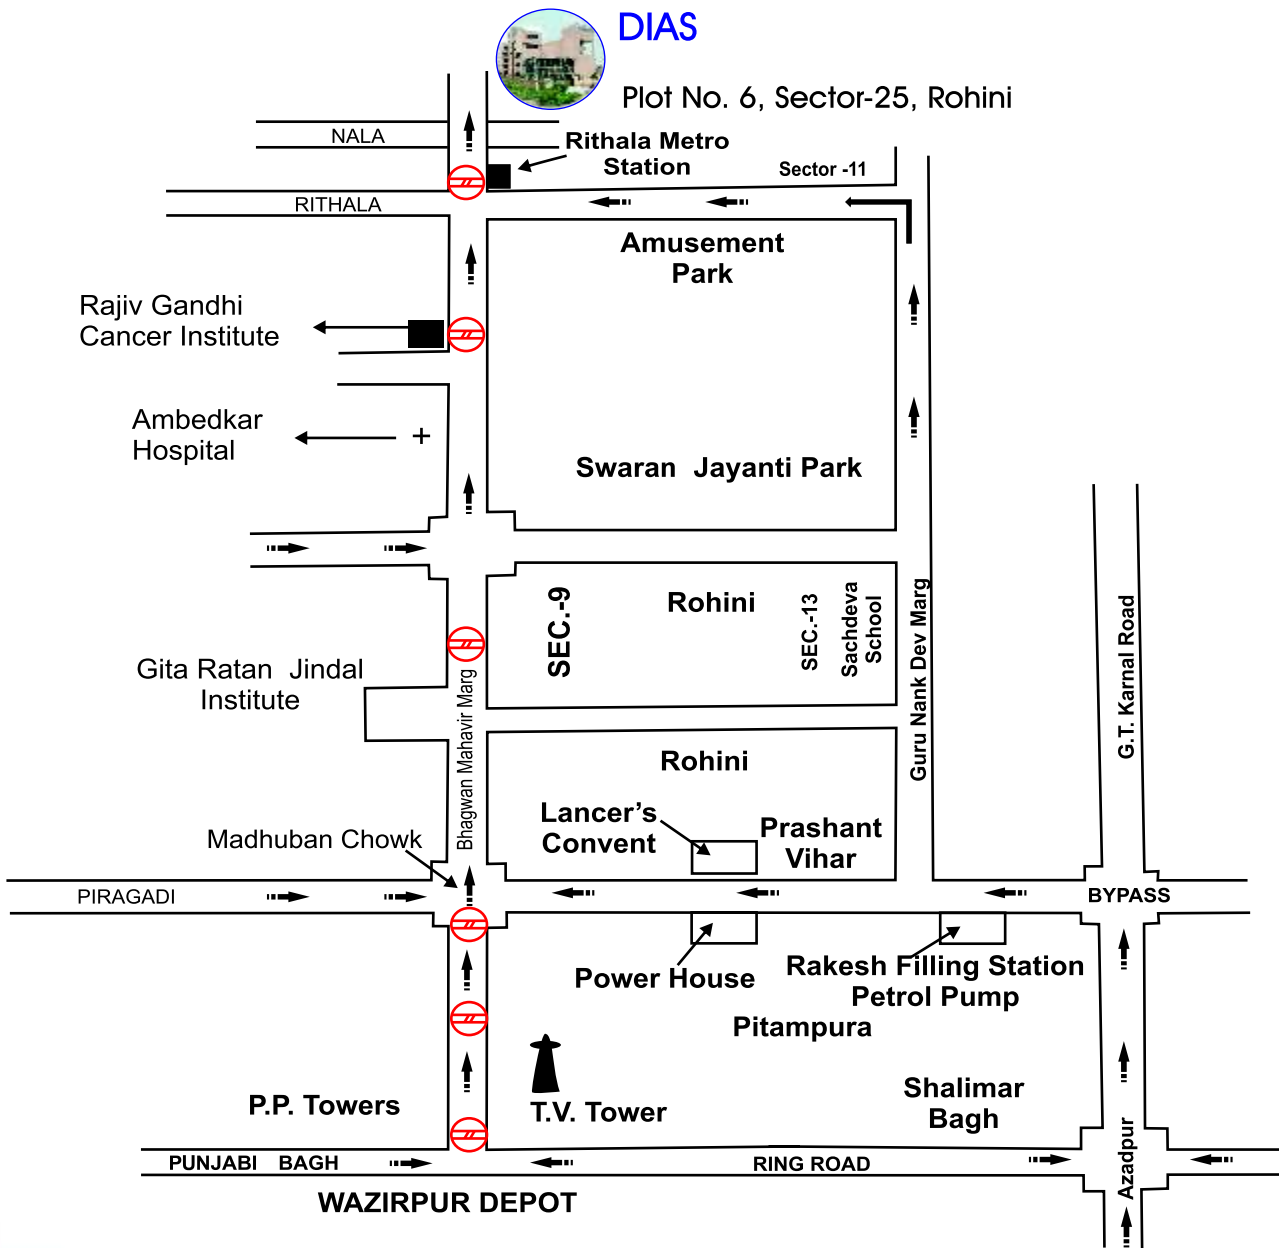 DIAS
Plot No. 6, Sector-25, Rohini
NALA
Rithala Metro
Station
Sector -11
RITHALA
Amusement
Park
Rajiv Gandhi
Cancer Institute
Ambedkar
Hospital
Swaran Jayanti Park
SEC.-9
Rohini
SEC.-13
Sachdeva
School
Guru Nank Dev Marg
G.T. Karnal Road
Gita Ratan Jindal
Institute
Bhagwan Mahavir Marg
Rohini
Lancer's
Convent
Prashant
Vihar
Madhuban Chowk
PIRAGADI
BYPASS
Power House
Rakesh Filling Station
Petrol Pump
Pitampura
P.P. Towers
T.V. Tower
Shalimar
Bagh
Azadpur
PUNJABI BAGH
RING ROAD
WAZIRPUR DEPOT